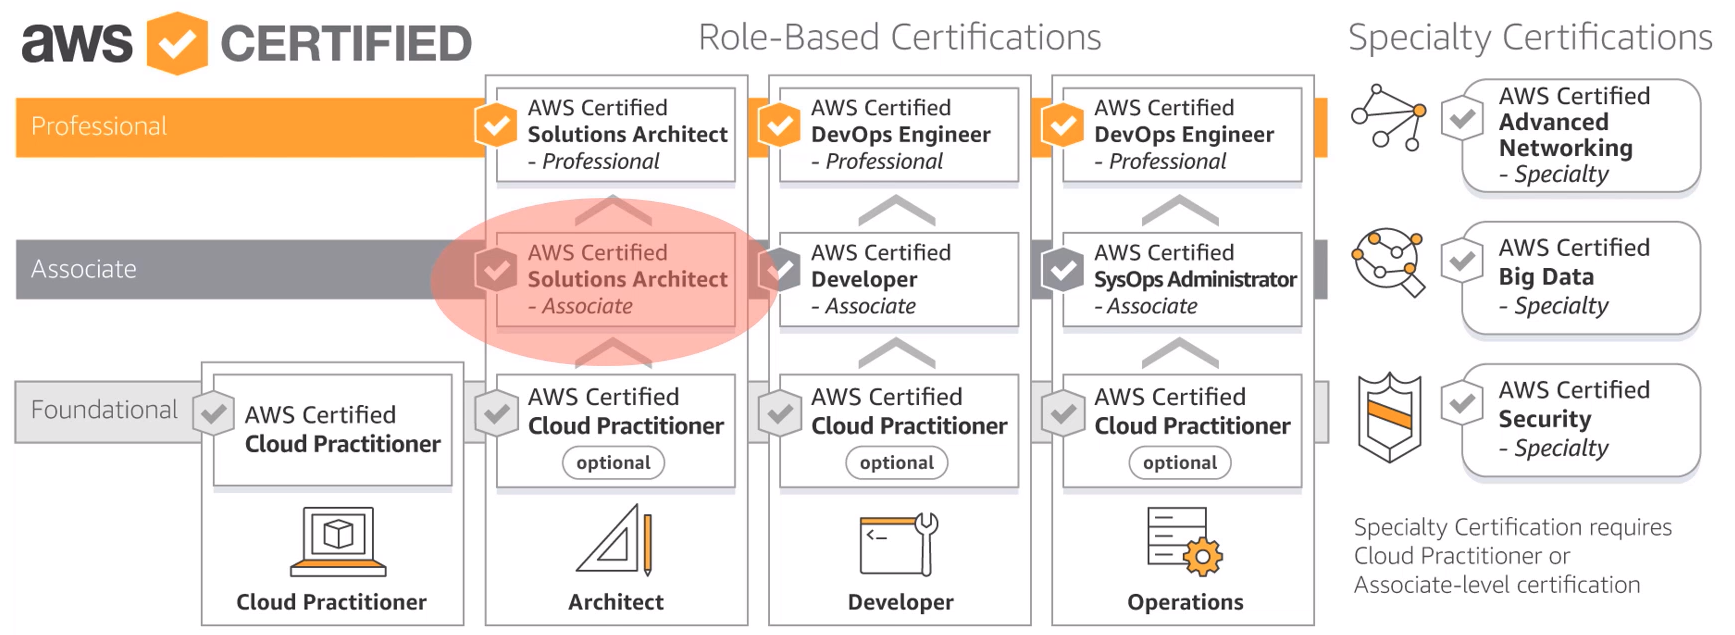 aws CERTIFIED
Role-Based Certifications
Specialty Certifications
Professional
AWS Certified
Solutions Architect
- Professional
AWS Certified
DevOps Engineer
- Professional
AWS Certified
DevOps Engineer
- Professional
Associate
AWS Certified
Solutions Architect
- Associate
AWS Certified
Developer
- Associate
AWS Certified
SysOps Administrator
- Associate
Foundational
AWS Certified
Cloud Practitioner
AWS Certified
Cloud Practitioner
optional
AWS Certified
Cloud Practitioner
optional
AWS Certified
Cloud Practitioner
optional
Cloud Practitioner
Architect
Developer
Operations
AWS Certified
Advanced
Networking
- Specialty
AWS Certified
Big Data
- Specialty
AWS Certified
Security
- Specialty
Specialty Certification requires
Cloud Practitioner or
Associate-level certification